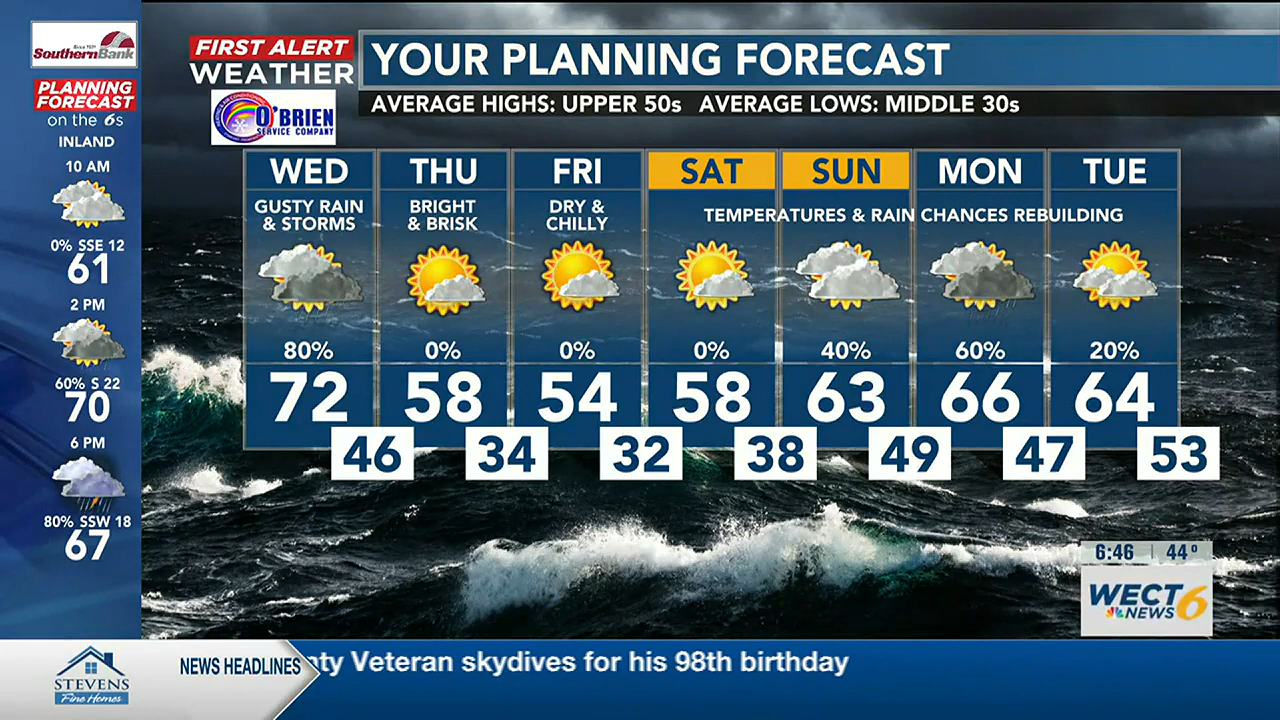 Since 1931
SouthernBank
PLANNING
FORECAST
on the 6s
INLAND
10 AM
0% SSE 12
61
2 PM
60% S 22
70
6 PM
80% SSW 18
67
FIRST ALERT
WEATHER
O'BRIEN
SERVICE COMPANY
YOUR PLANNING FORECAST
AVERAGE HIGHS: UPPER 50s AVERAGE LOWS: MIDDLE 30s
WED THU FRI SAT SUN MON TUE
GUSTY RAIN
& STORMS
BRIGHT
& BRISK
DRY &
CHILLY
TEMPERATURES & RAIN CHANCES REBUILDING
80% 0% 0% 0% 40% 60% 20%
72 58 54 58 63 66 64
46 34 32 38 49 47 53
6:46 | 44°
WECT 6
NEWS
STEVENS
Fine Homes
NEWS HEADLINES
nty Veteran skydives for his 98th birthday